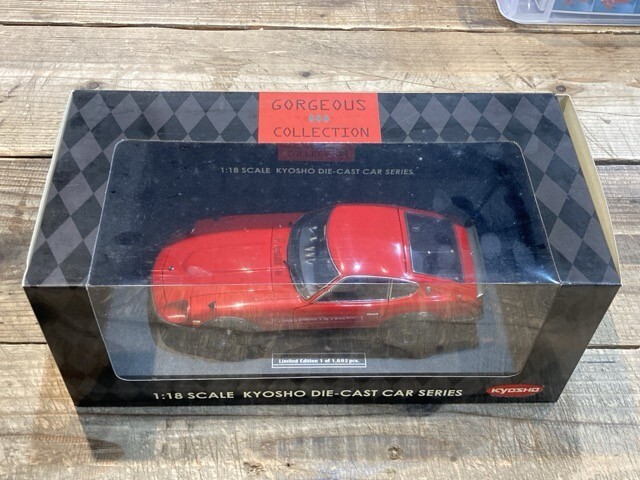 GORGEOUS
COLLECTION
COLLECTION
1:18 SCALE KYOSHO DIE-CAST CAR SERIES
Limited Edition 1 of 1,692 pcs.
1:18 SCALE KYOSHO DIE-CAST CAR SERIES
KYOSHO